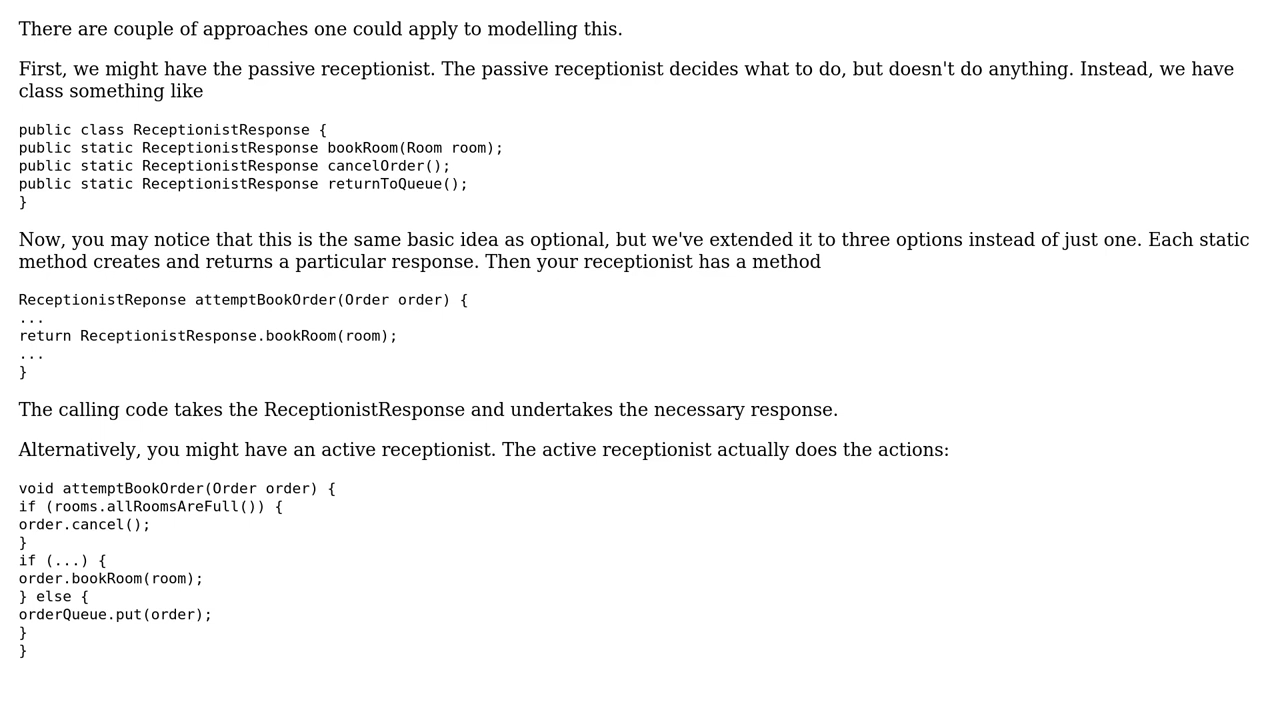 There are couple of approaches one could apply to modelling this.
First, we might have the passive receptionist. The passive receptionist decides what to do, but doesn't do anything. Instead, we have
class something like
public class ReceptionistResponse {
public static ReceptionistResponse bookRoom(Room room);
public static ReceptionistResponse cancelOrder();
public static ReceptionistResponse returnToQueue();
}
Now, you may notice that this is the same basic idea as optional, but we've extended it to three options instead of just one. Each static
method creates and returns a particular response. Then your receptionist has a method
ReceptionistReponse attemptBookOrder(Order order) {
...
return ReceptionistResponse.bookRoom(room);
...
}
The calling code takes the ReceptionistResponse and undertakes the necessary response.
Alternatively, you might have an active receptionist. The active receptionist actually does the actions:
void attemptBookOrder(Order order) {
if (rooms.allRoomsAreFull()) {
order.cancel();
}
if (...) {
order.bookRoom(room);
} else {
orderQueue.put(order);
}
}